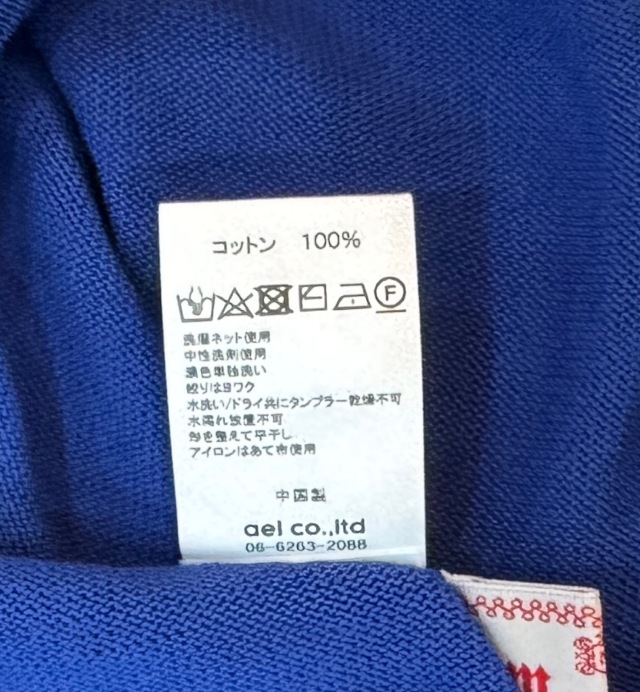 コットン 100%
F
洗濯ネット使用
中性洗剤使用
濃色単独洗い
絞りはヨワク
水洗い/ドライ共にタンブラー乾燥不可
水濡れ放置不可
形を整えて平干し
アイロンはあて布使用
中国製
ael co.,ltd
06-6263-2088